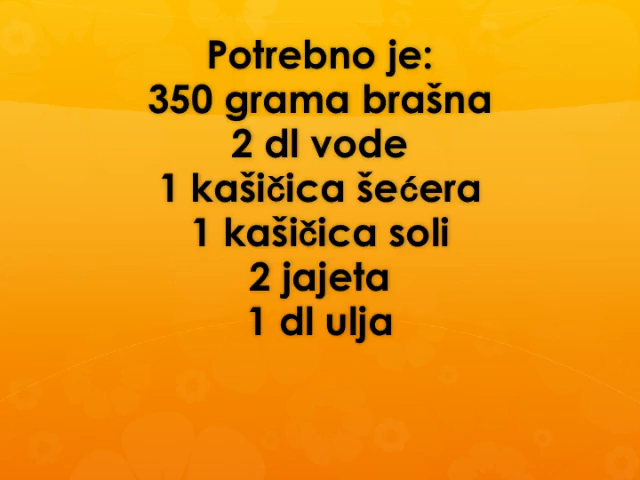 Potrebno je:
350 grama brašna
2 dl vode
1 kašičica šećera
1 kašičica soli
2 jajeta
1 dl ulja